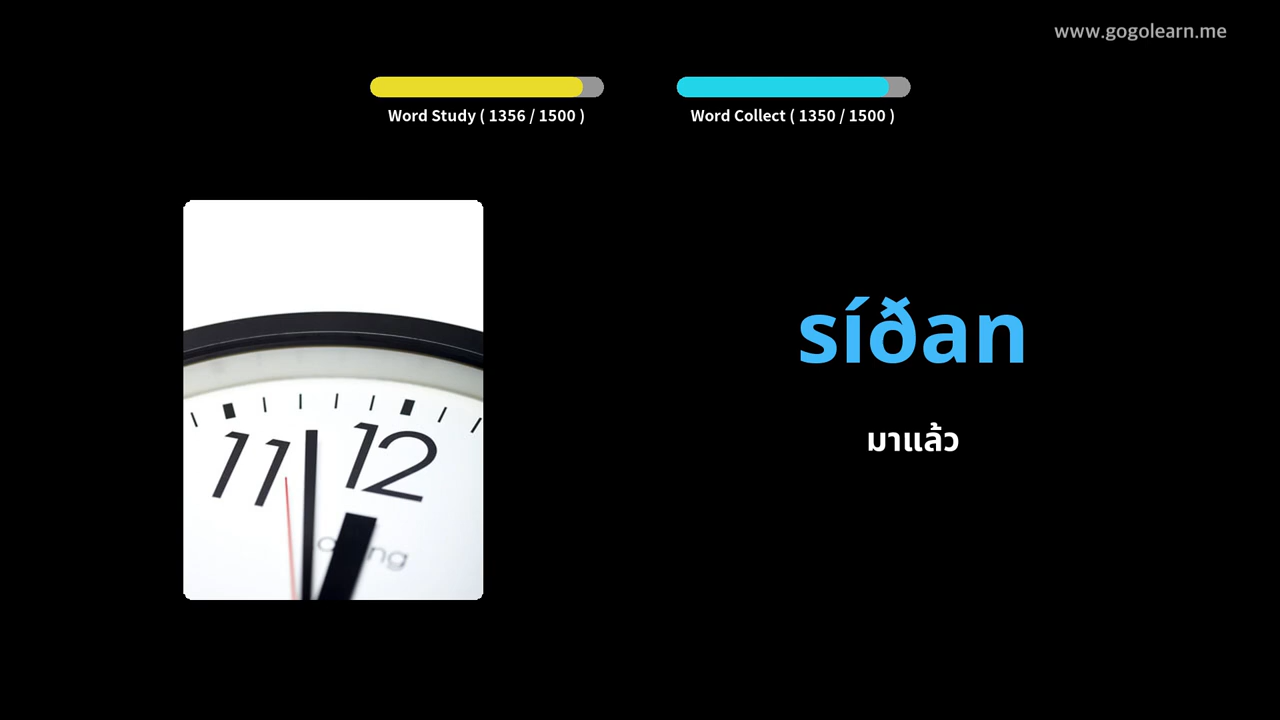 www.gogolearn.me
Word Study ( 1356 / 1500 )
Word Collect ( 1350 / 1500 )
síðan
มาแล้ว
11
12